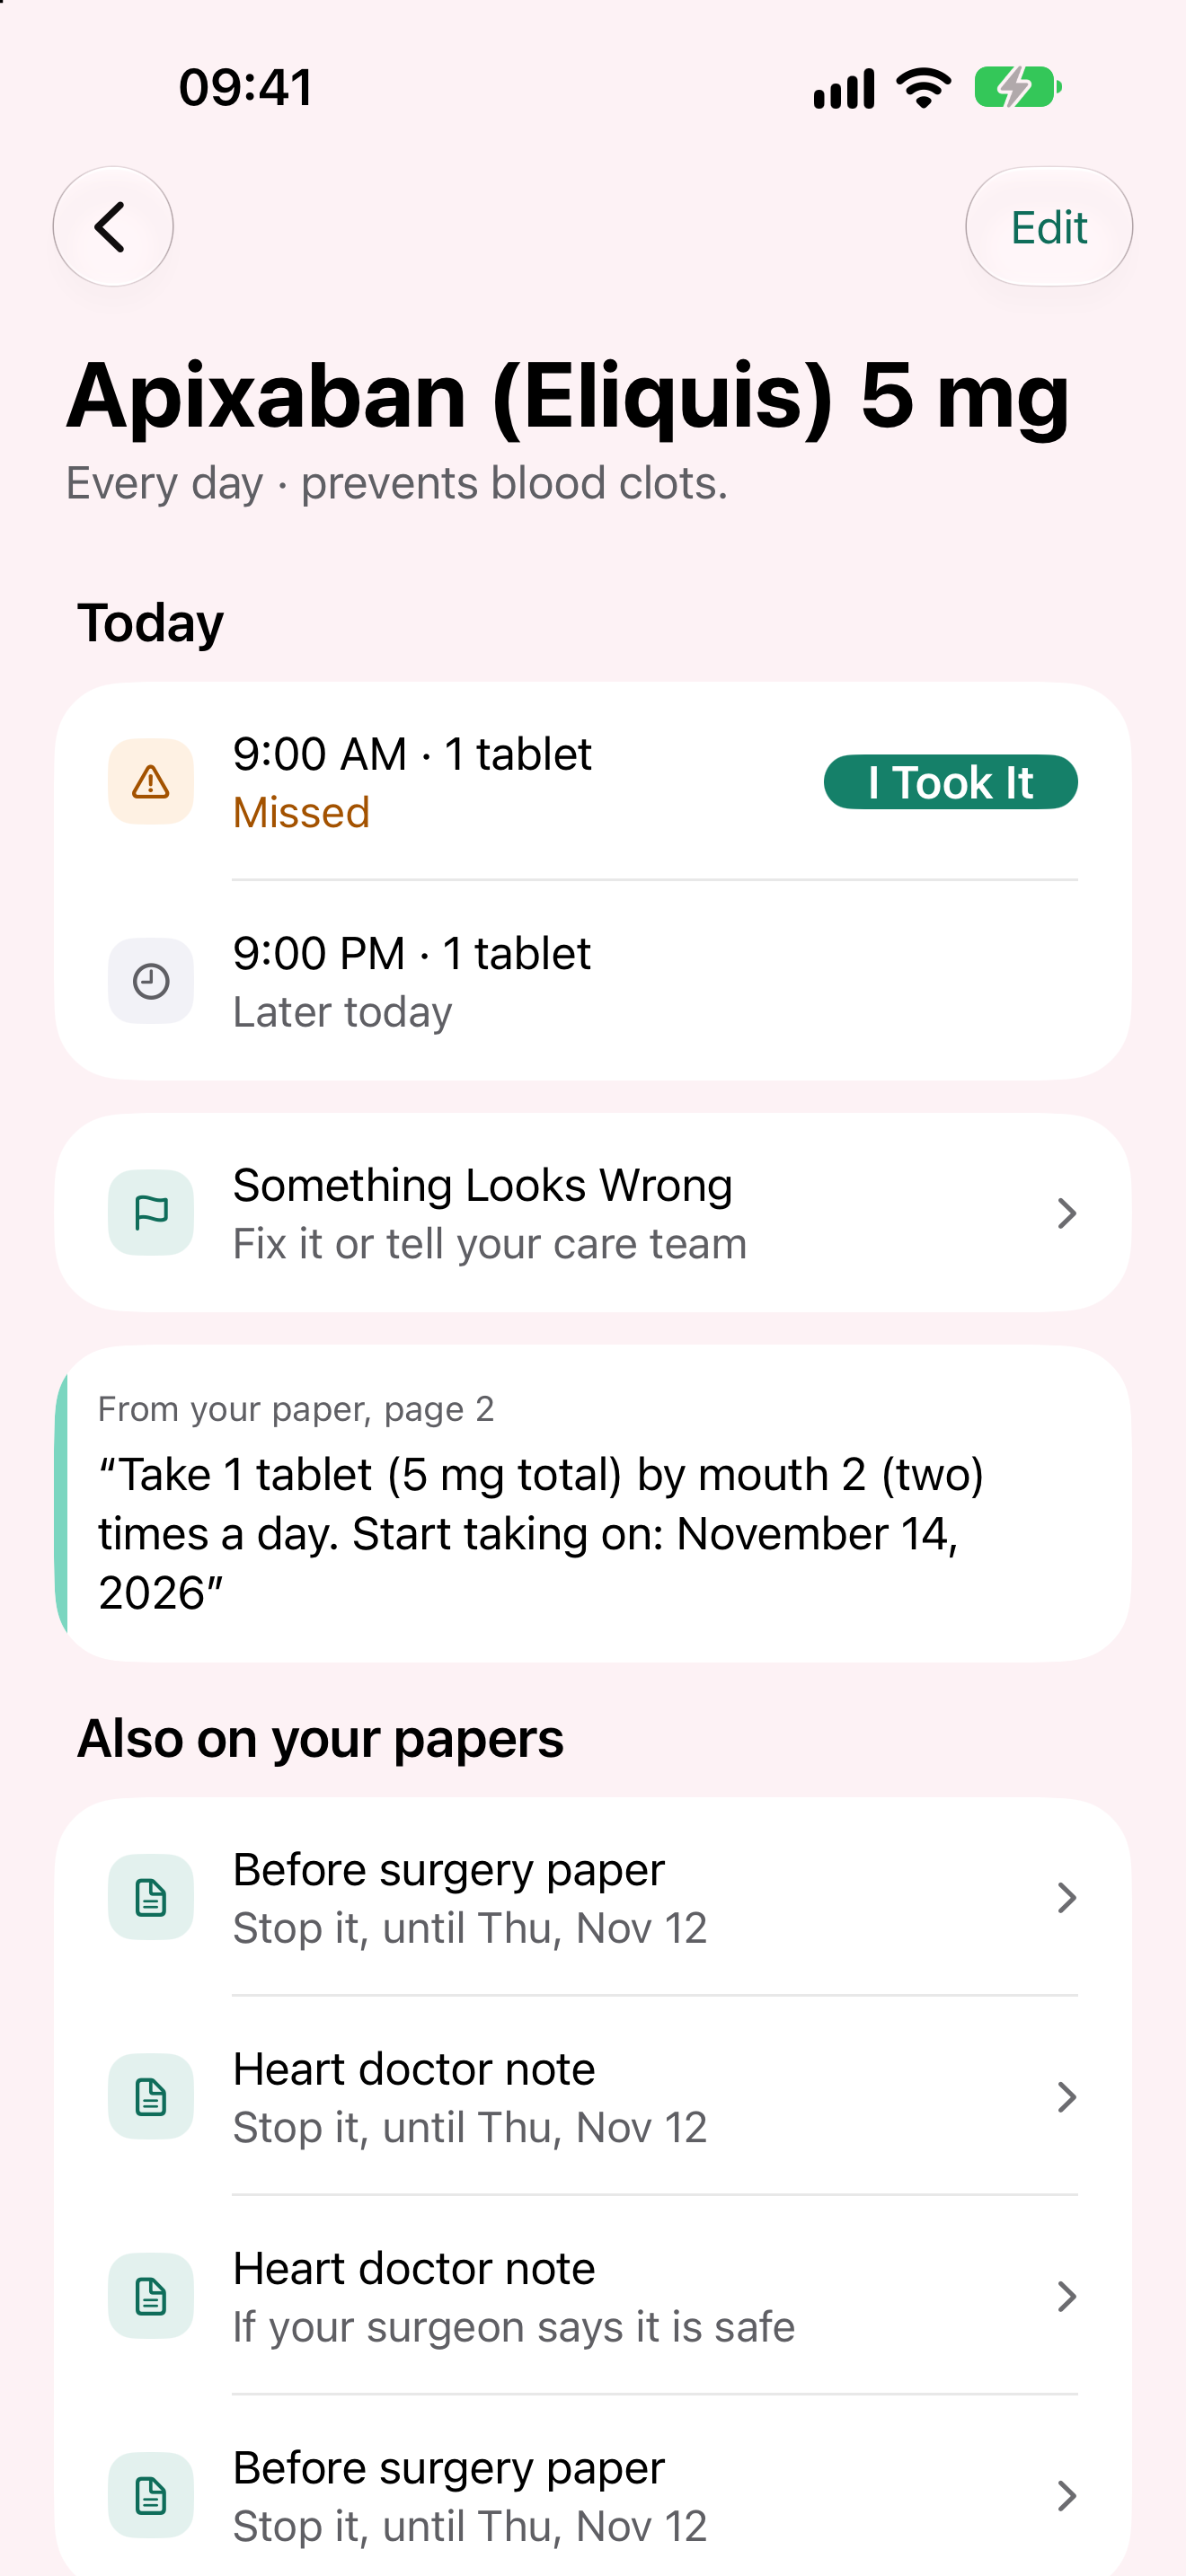 09:41
Edit
Apixaban (Eliquis) 5 mg
Every day · prevents blood clots.
Today
9:00 AM · 1 tablet
Missed
I Took It
9:00 PM · 1 tablet
Later today
Something Looks Wrong
Fix it or tell your care team
From your paper, page 2
“Take 1 tablet (5 mg total) by mouth 2 (two)
times a day. Start taking on: November 14,
2026”
Also on your papers
Before surgery paper
Stop it, until Thu, Nov 12
Heart doctor note
Stop it, until Thu, Nov 12
Heart doctor note
If your surgeon says it is safe
Before surgery paper
Stop it, until Thu, Nov 12